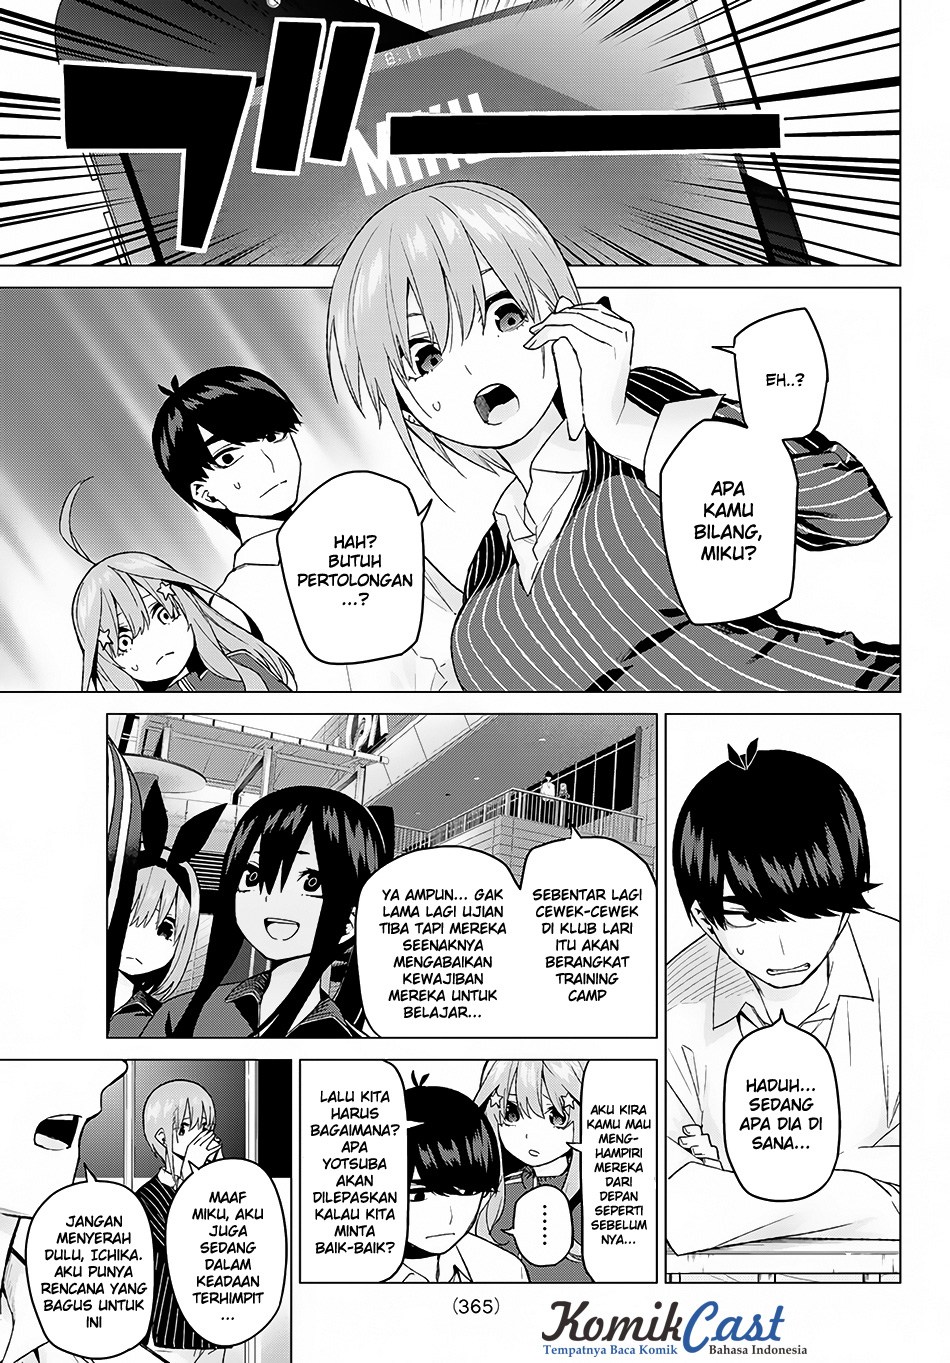 8:11
MIKU
ブブー
EH..?
APA
KAMU
BILANG,
MIKU?
HAH?
BUTUH
PERTOLONGAN
...?
HADUH...
SEDANG
APA DIA DI
SANA...
SEBENTAR LAGI
CEWEK-CEWEK
DI KLUB LARI
ITU AKAN
BERANGKAT
TRAINING
CAMP
YA AMPUN... GAK
LAMA LAGI UJIAN
TIBA TAPI MEREKA
SEENAKNYA
MENGABAIKAN
KEWAJIBAN
MEREKA UNTUK
BELAJAR...
AKU KIRA
KAMU MAU
MENG-
HAMPIRI
MEREKA
DARI
DEPAN
SEPERTI
SEBELUM
NYA...
......
LALU KITA
HARUS
BAGAIMANA?
APA
YOTSUBA
AKAN
DILEPASKAN
KALAU KITA
MINTA
BAIK-BAIK?
MAAF
MIKU, AKU
JUGA
SEDANG
DALAM
KEADAAN
TERHIMPIT
...
JANGAN
MENYERAH
DULU, ICHIKA.
AKU PUNYA
RENCANA YANG
BAGUS UNTUK
INI
(365)
KomikCast
Tempatnya Baca Komik Bahasa Indonesia